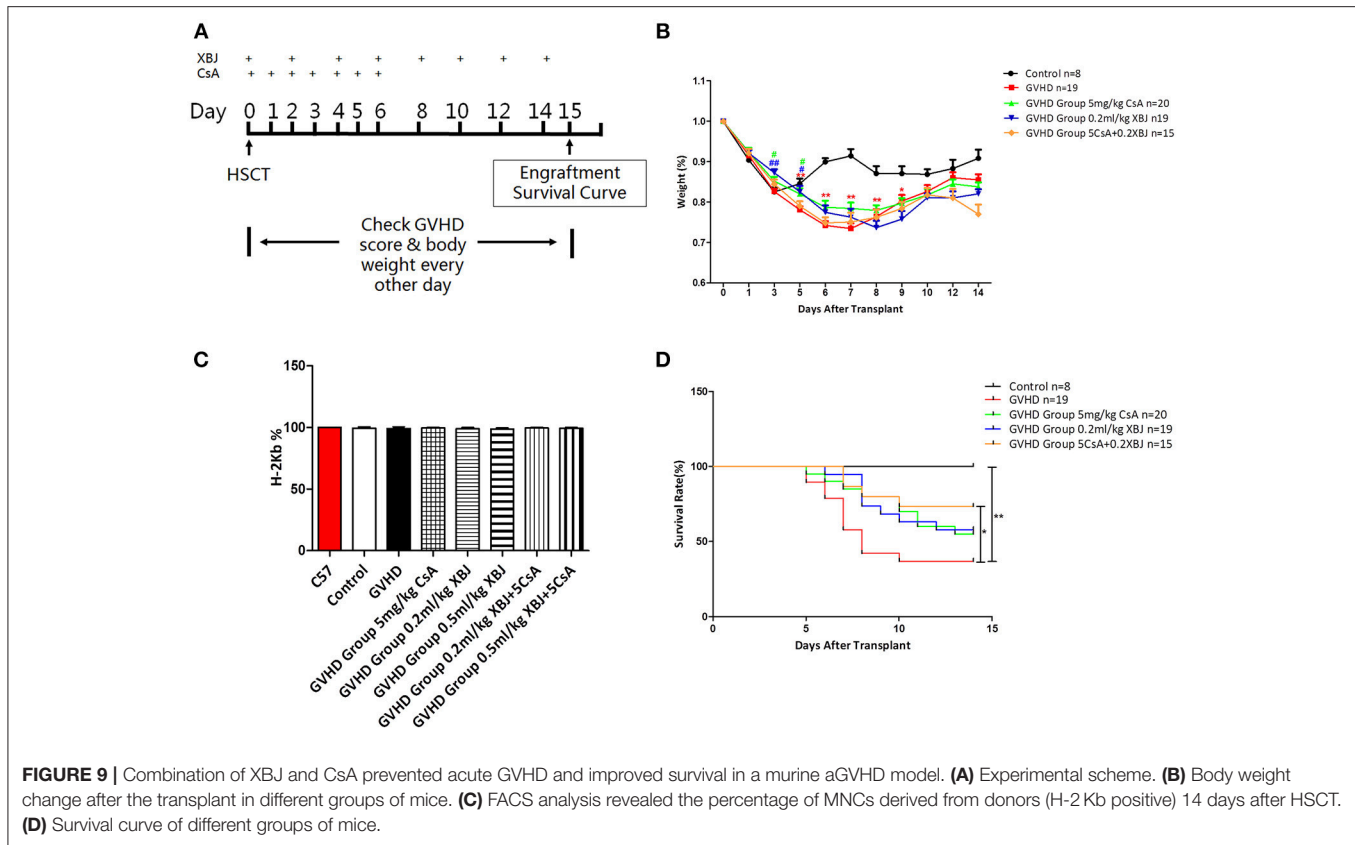 A
XBJ + + + + + + + +
CsA + + + + + + +
Day 0 1 2 3 4 5 6 8 10 12 14 15
HSCT
Engraftment
Survival Curve
Check GVHD
score & body
weight every
other day
B
Control n=8
GVHD n=19
GVHD Group 5mg/kg CsA n=20
GVHD Group 0.2ml/kg XBJ n19
GVHD Group 5CsA+0.2XBJ n=15
Weight (%)
1.1
1.0
0.9
0.8
0.7
0.6
#
##
#
#
**
**
**
**
*
0 1 3 5 6 7 8 9 10 12 14
Days After Transplant
C
H-2Kb %
150
100
50
0
C57
Control
GVHD
GVHD Group 5mg/kg CsA
GVHD Group 0.2ml/kg XBJ
GVHD Group 0.5ml/kg XBJ
GVHD Group 0.2ml/kg XBJ+5CsA
GVHD Group 0.5ml/kg XBJ+5CsA
D
Control n=8
GVHD n=19
GVHD Group 5mg/kg CsA n=20
GVHD Group 0.2ml/kg XBJ n=19
GVHD Group 5CsA+0.2XBJ n=15
Survival Rate(%)
150
100
50
0
*
**
0 5 10 15
Days After Transplant
FIGURE 9 | Combination of XBJ and CsA prevented acute GVHD and improved survival in a murine aGVHD model. (A) Experimental scheme. (B) Body weight
change after the transplant in different groups of mice. (C) FACS analysis revealed the percentage of MNCs derived from donors (H-2 Kb positive) 14 days after HSCT.
(D) Survival curve of different groups of mice.